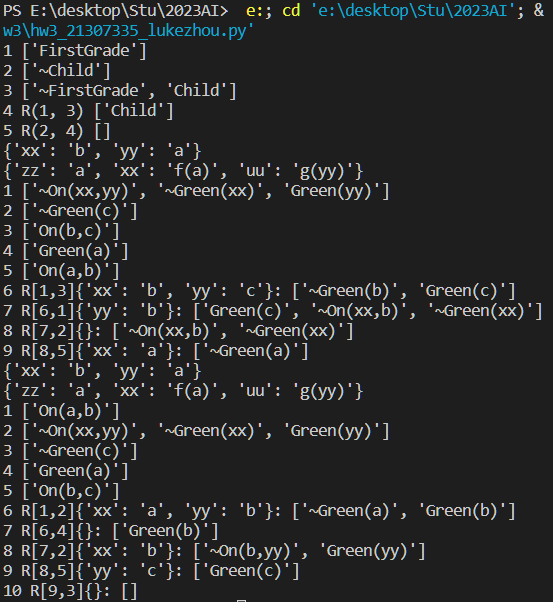 PS E:\desktop\Stu\2023AI>  e:; cd 'e:\desktop\Stu\2023AI'; &
w3\hw3_21307335_lukezhou.py'
1 ['FirstGrade']
2 ['~Child']
3 ['~FirstGrade', 'Child']
4 R(1, 3) ['Child']
5 R(2, 4) []
{'xx': 'b', 'yy': 'a'}
{'zz': 'a', 'xx': 'f(a)', 'uu': 'g(yy)'}
1 ['~On(xx,yy)', '~Green(xx)', 'Green(yy)']
2 ['~Green(c)']
3 ['On(b,c)']
4 ['Green(a)']
5 ['On(a,b)']
6 R[1,3]{'xx': 'b', 'yy': 'c'}: ['~Green(b)', 'Green(c)']
7 R[6,1]{'yy': 'b'}: ['Green(c)', '~On(xx,b)', '~Green(xx)']
8 R[7,2]{}: ['~On(xx,b)', '~Green(xx)']
9 R[8,5]{'xx': 'a'}: ['~Green(a)']
{'xx': 'b', 'yy': 'a'}
{'zz': 'a', 'xx': 'f(a)', 'uu': 'g(yy)'}
1 ['On(a,b)']
2 ['~On(xx,yy)', '~Green(xx)', 'Green(yy)']
3 ['~Green(c)']
4 ['Green(a)']
5 ['On(b,c)']
6 R[1,2]{'xx': 'a', 'yy': 'b'}: ['~Green(a)', 'Green(b)']
7 R[6,4]{}: ['Green(b)']
8 R[7,2]{'xx': 'b'}: ['~On(b,yy)', 'Green(yy)']
9 R[8,5]{'yy': 'c'}: ['Green(c)']
10 R[9,3]{}: []